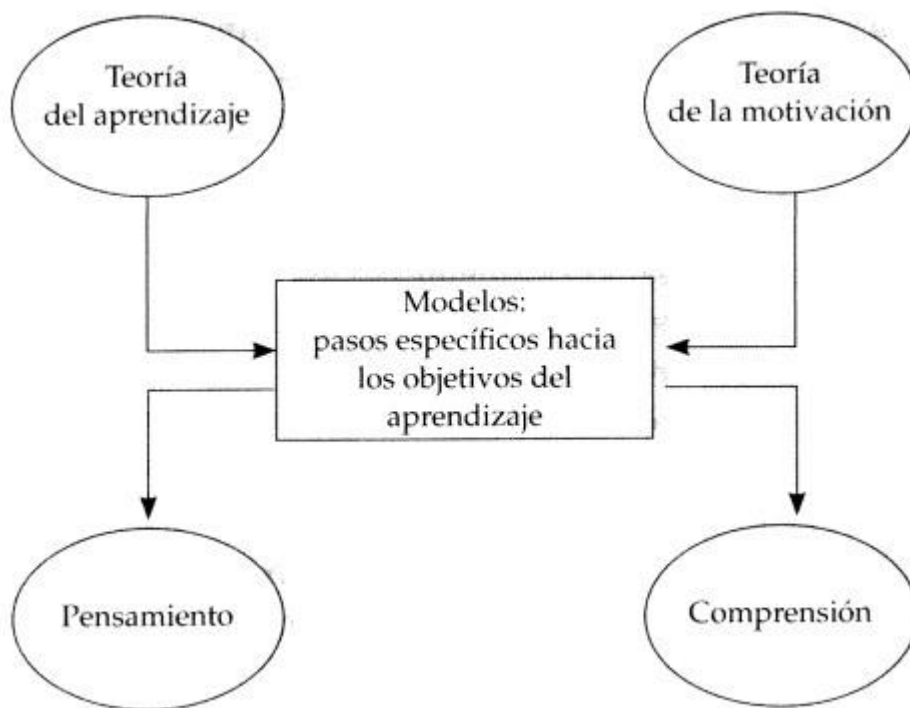 Teoría
del aprendizaje
Teoría
de la motivación
Modelos:
pasos específicos hacia
los objetivos del
aprendizaje
Pensamiento
Comprensión